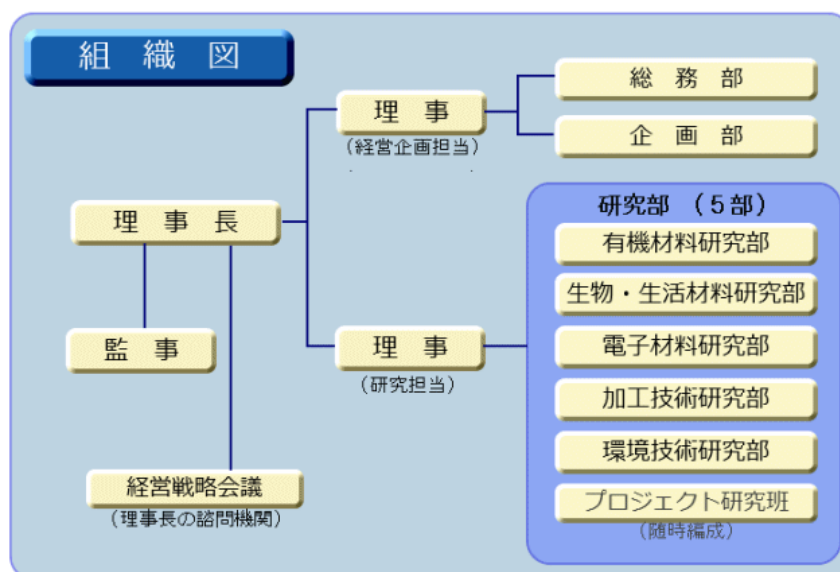 組織図
理事
(経営企画担当)
総務部
企画部
理事長
監事
経営戦略会議
(理事長の諮問機関)
理事
(研究担当)
研究部 (5部)
有機材料研究部
生物・生活材料研究部
電子材料研究部
加工技術研究部
環境技術研究部
プロジェクト研究班
(随時編成)